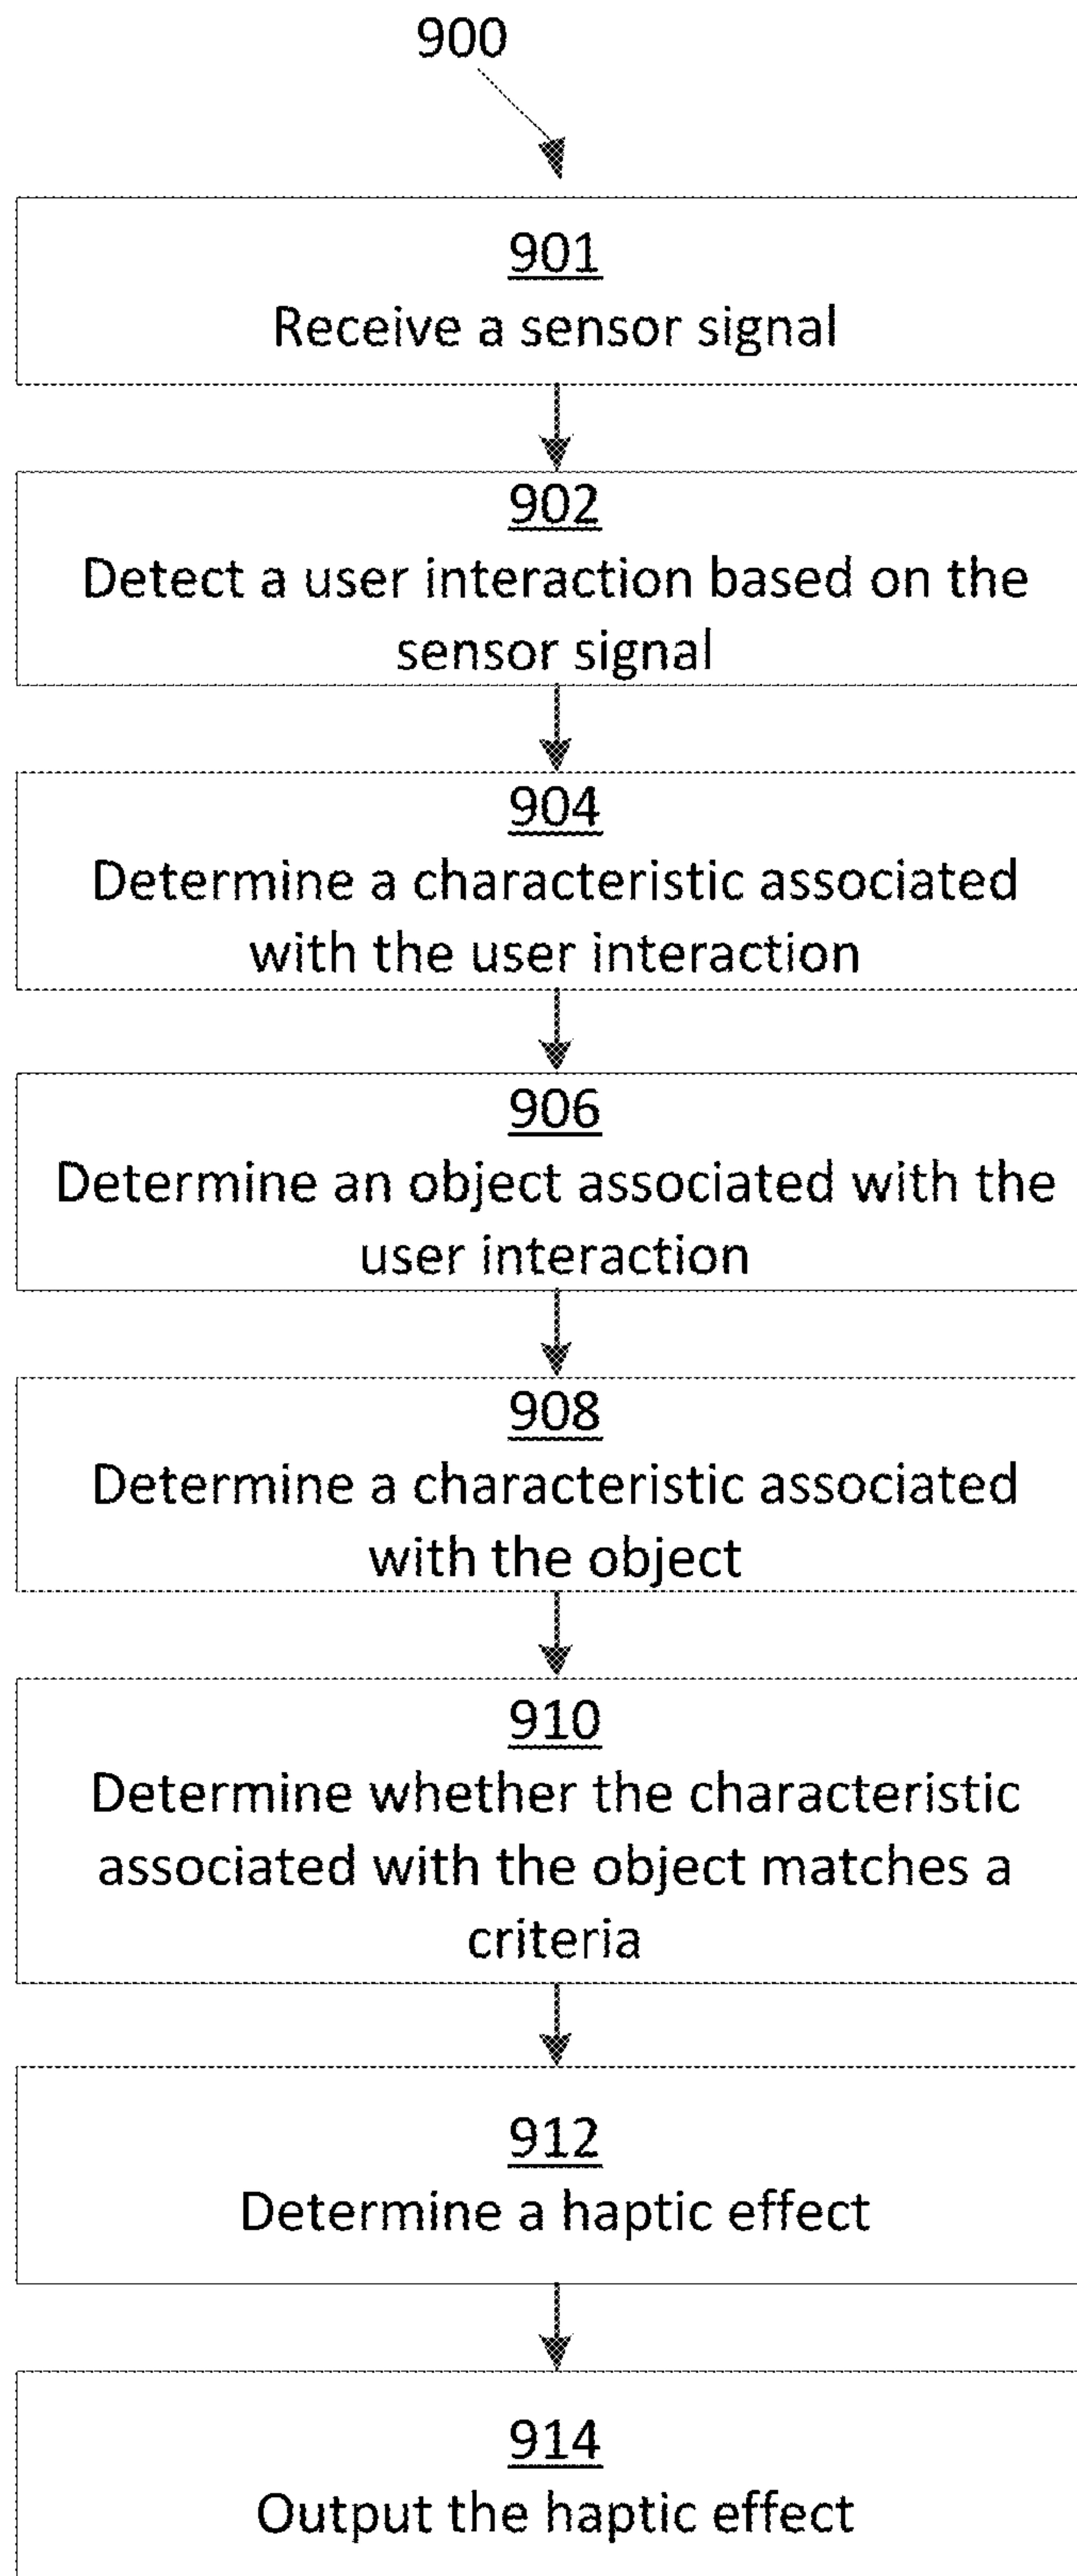 900
901
Receive a sensor signal
902
Detect a user interaction based on the
sensor signal
904
Determine a characteristic associated
with the user interaction
906
Determine an object associated with the
user interaction
908
Determine a characteristic associated
with the object
910
Determine whether the characteristic
associated with the object matches a
criteria
912
Determine a haptic effect
914
Output the haptic effect